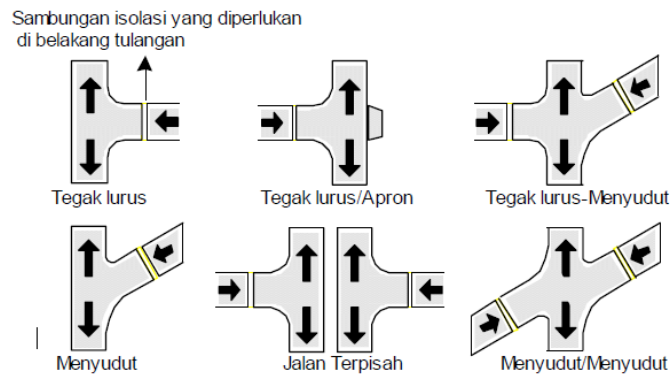 Sambungan isolasi yang diperlukan
di belakang tulangan
Tegak lurus
Tegak lurus/Apron
Tegak lurus-Menyudut
Menyudut
Jalan Terpisah
Menyudut/Menyudut